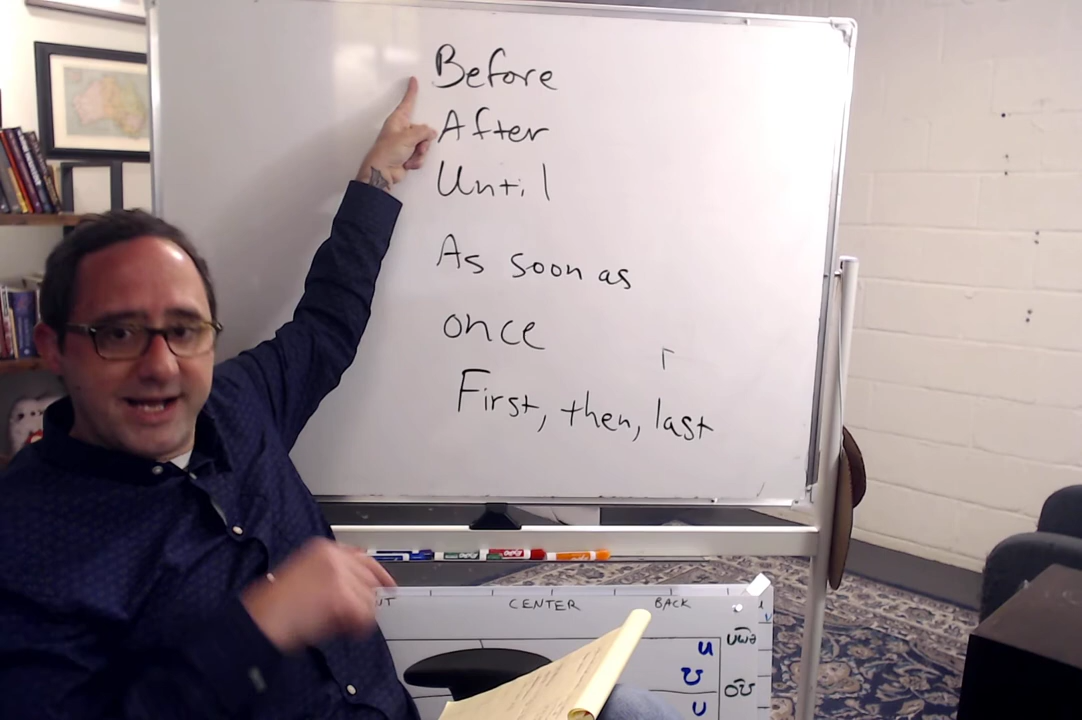 Before
After
Until
As soon as
once
First, then, last
CENTER
BACK
u
ʊ
u